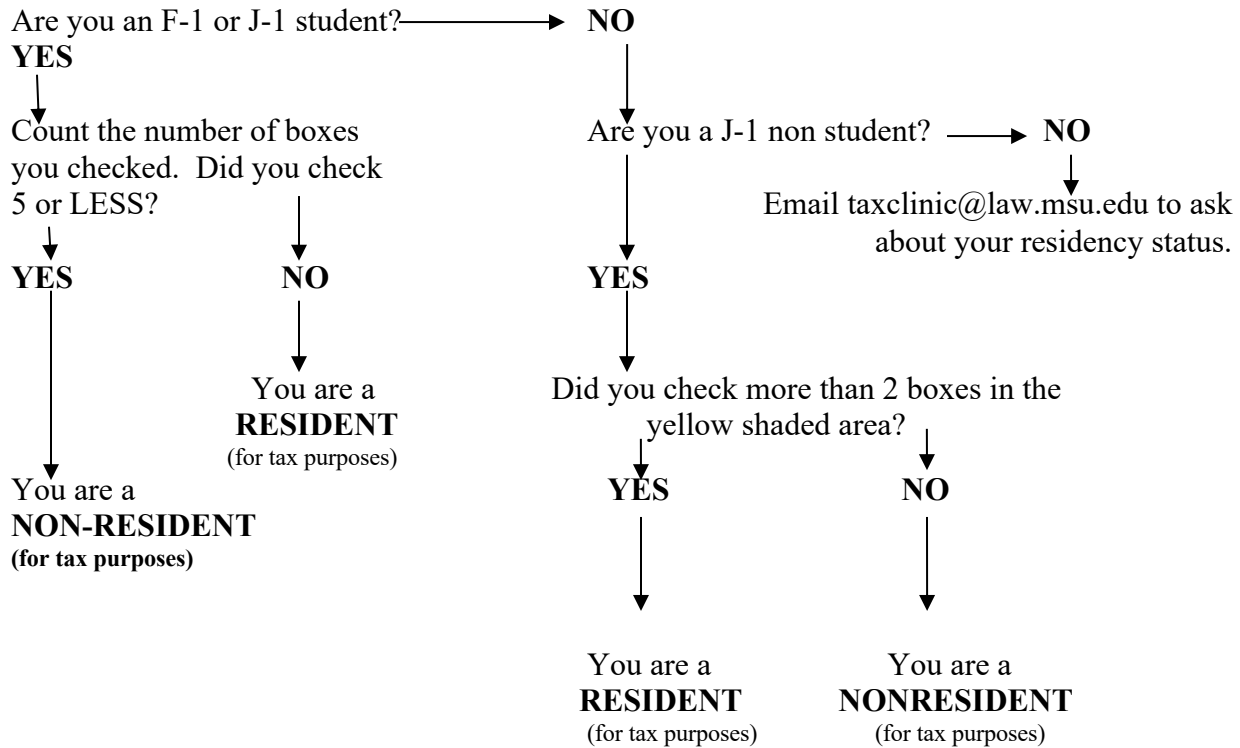 Are you an F-1 or J-1 student?
NO
YES
Count the number of boxes
you checked. Did you check
5 or LESS?
Are you a J-1 non student?
NO
Email taxclinic@law.msu.edu to ask
about your residency status.
YES
NO
YES
You are a
RESIDENT
(for tax purposes)
Did you check more than 2 boxes in the
yellow shaded area?
You are a
NON-RESIDENT
(for tax purposes)
YES
NO
You are a
RESIDENT
(for tax purposes)
You are a
NONRESIDENT
(for tax purposes)